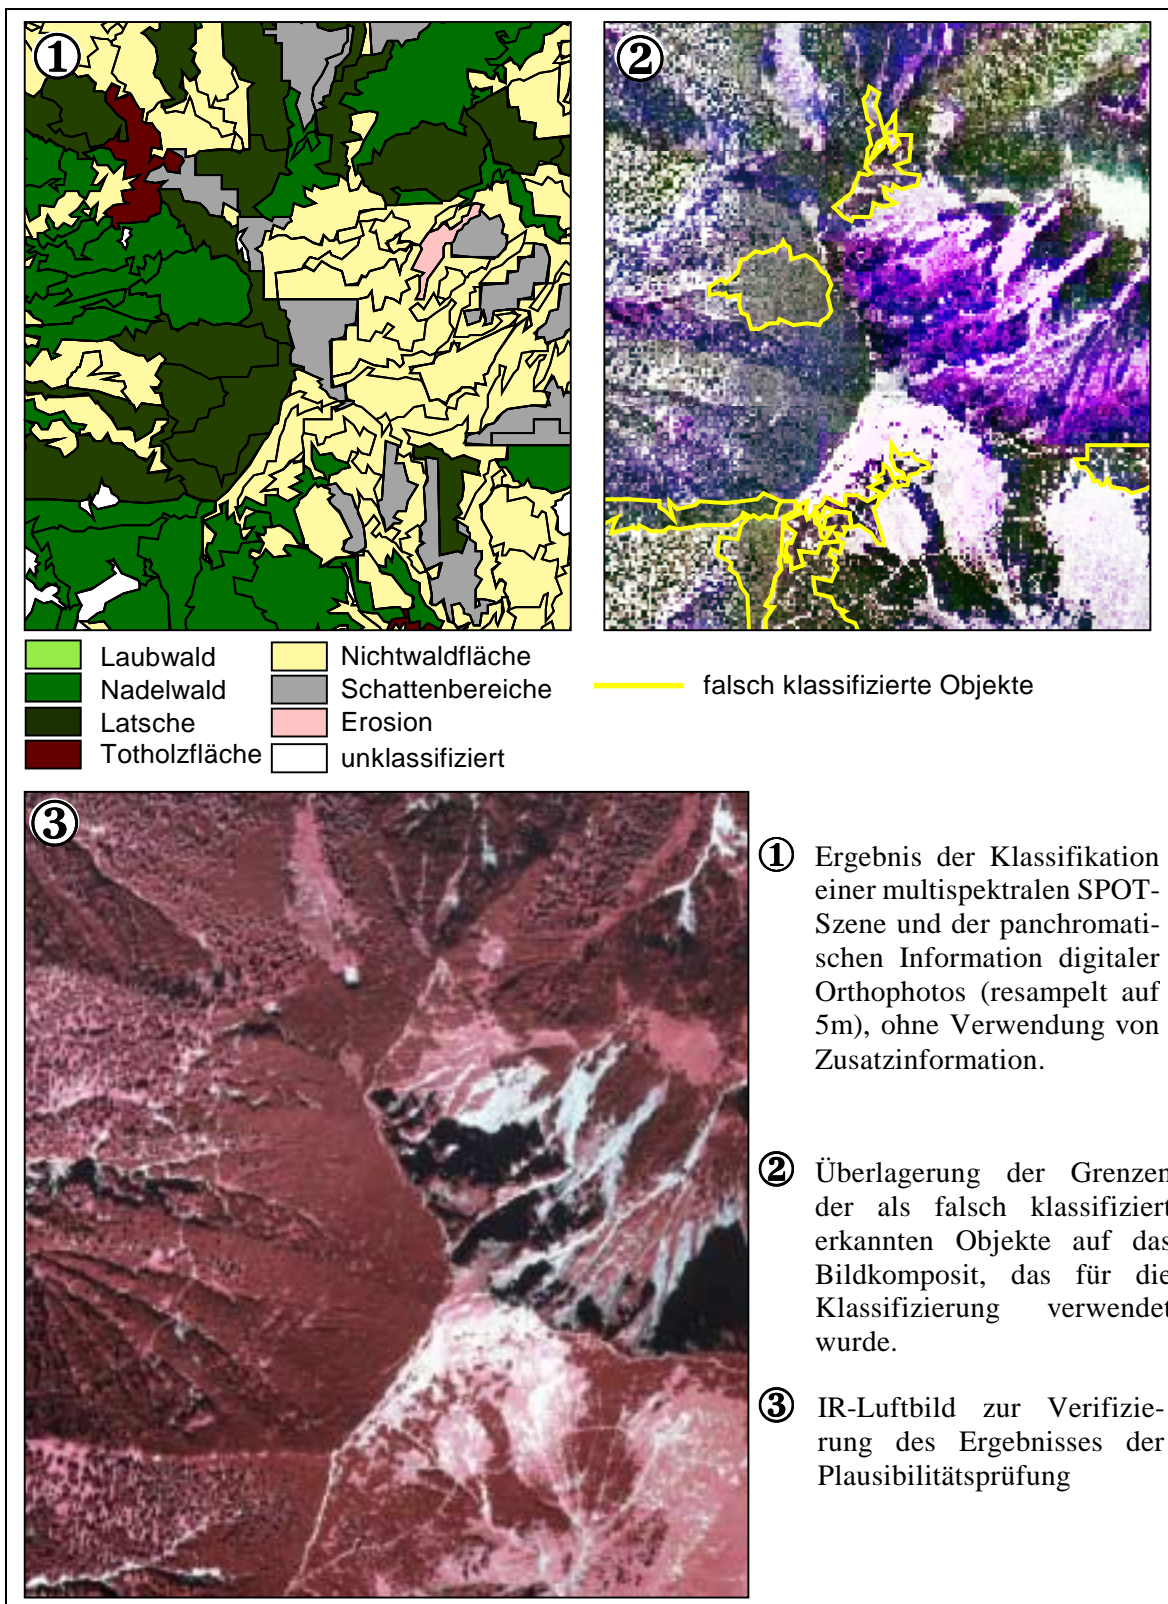 ①
②
Laubwald
Nadelwald
Latsche
Totholzfläche
Nichtwaldfläche
Schattenbereiche
Erosion
unklassifiziert
falsch klassifizierte Objekte
③
① Ergebnis der Klassifikation
einer multispektralen SPOT-
Szene und der panchromati-
schen Information digitaler
Orthophotos (resampelt auf
5m), ohne Verwendung von
Zusatzinformation.
② Überlagerung der Grenzen
der als falsch klassifiziert
erkannten Objekte auf das
Bildkomposit, das für die
Klassifizierung verwendet
wurde.
③ IR-Luftbild zur Verifizie-
rung des Ergebnisses der
Plausibilitätsprüfung